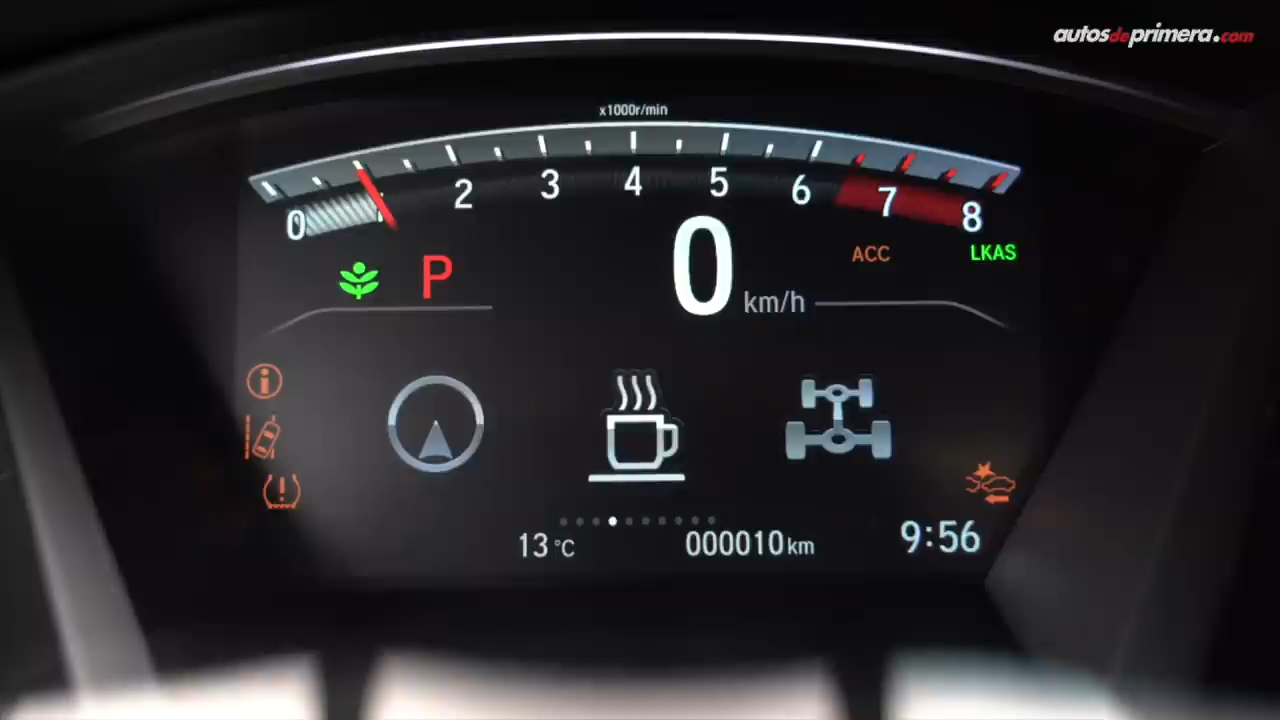 autosdeprimera.com
x1000r/min
0 2 3 4 5 6 7 8
P 0 km/h ACC LKAS
13°C 000010 km 9:56